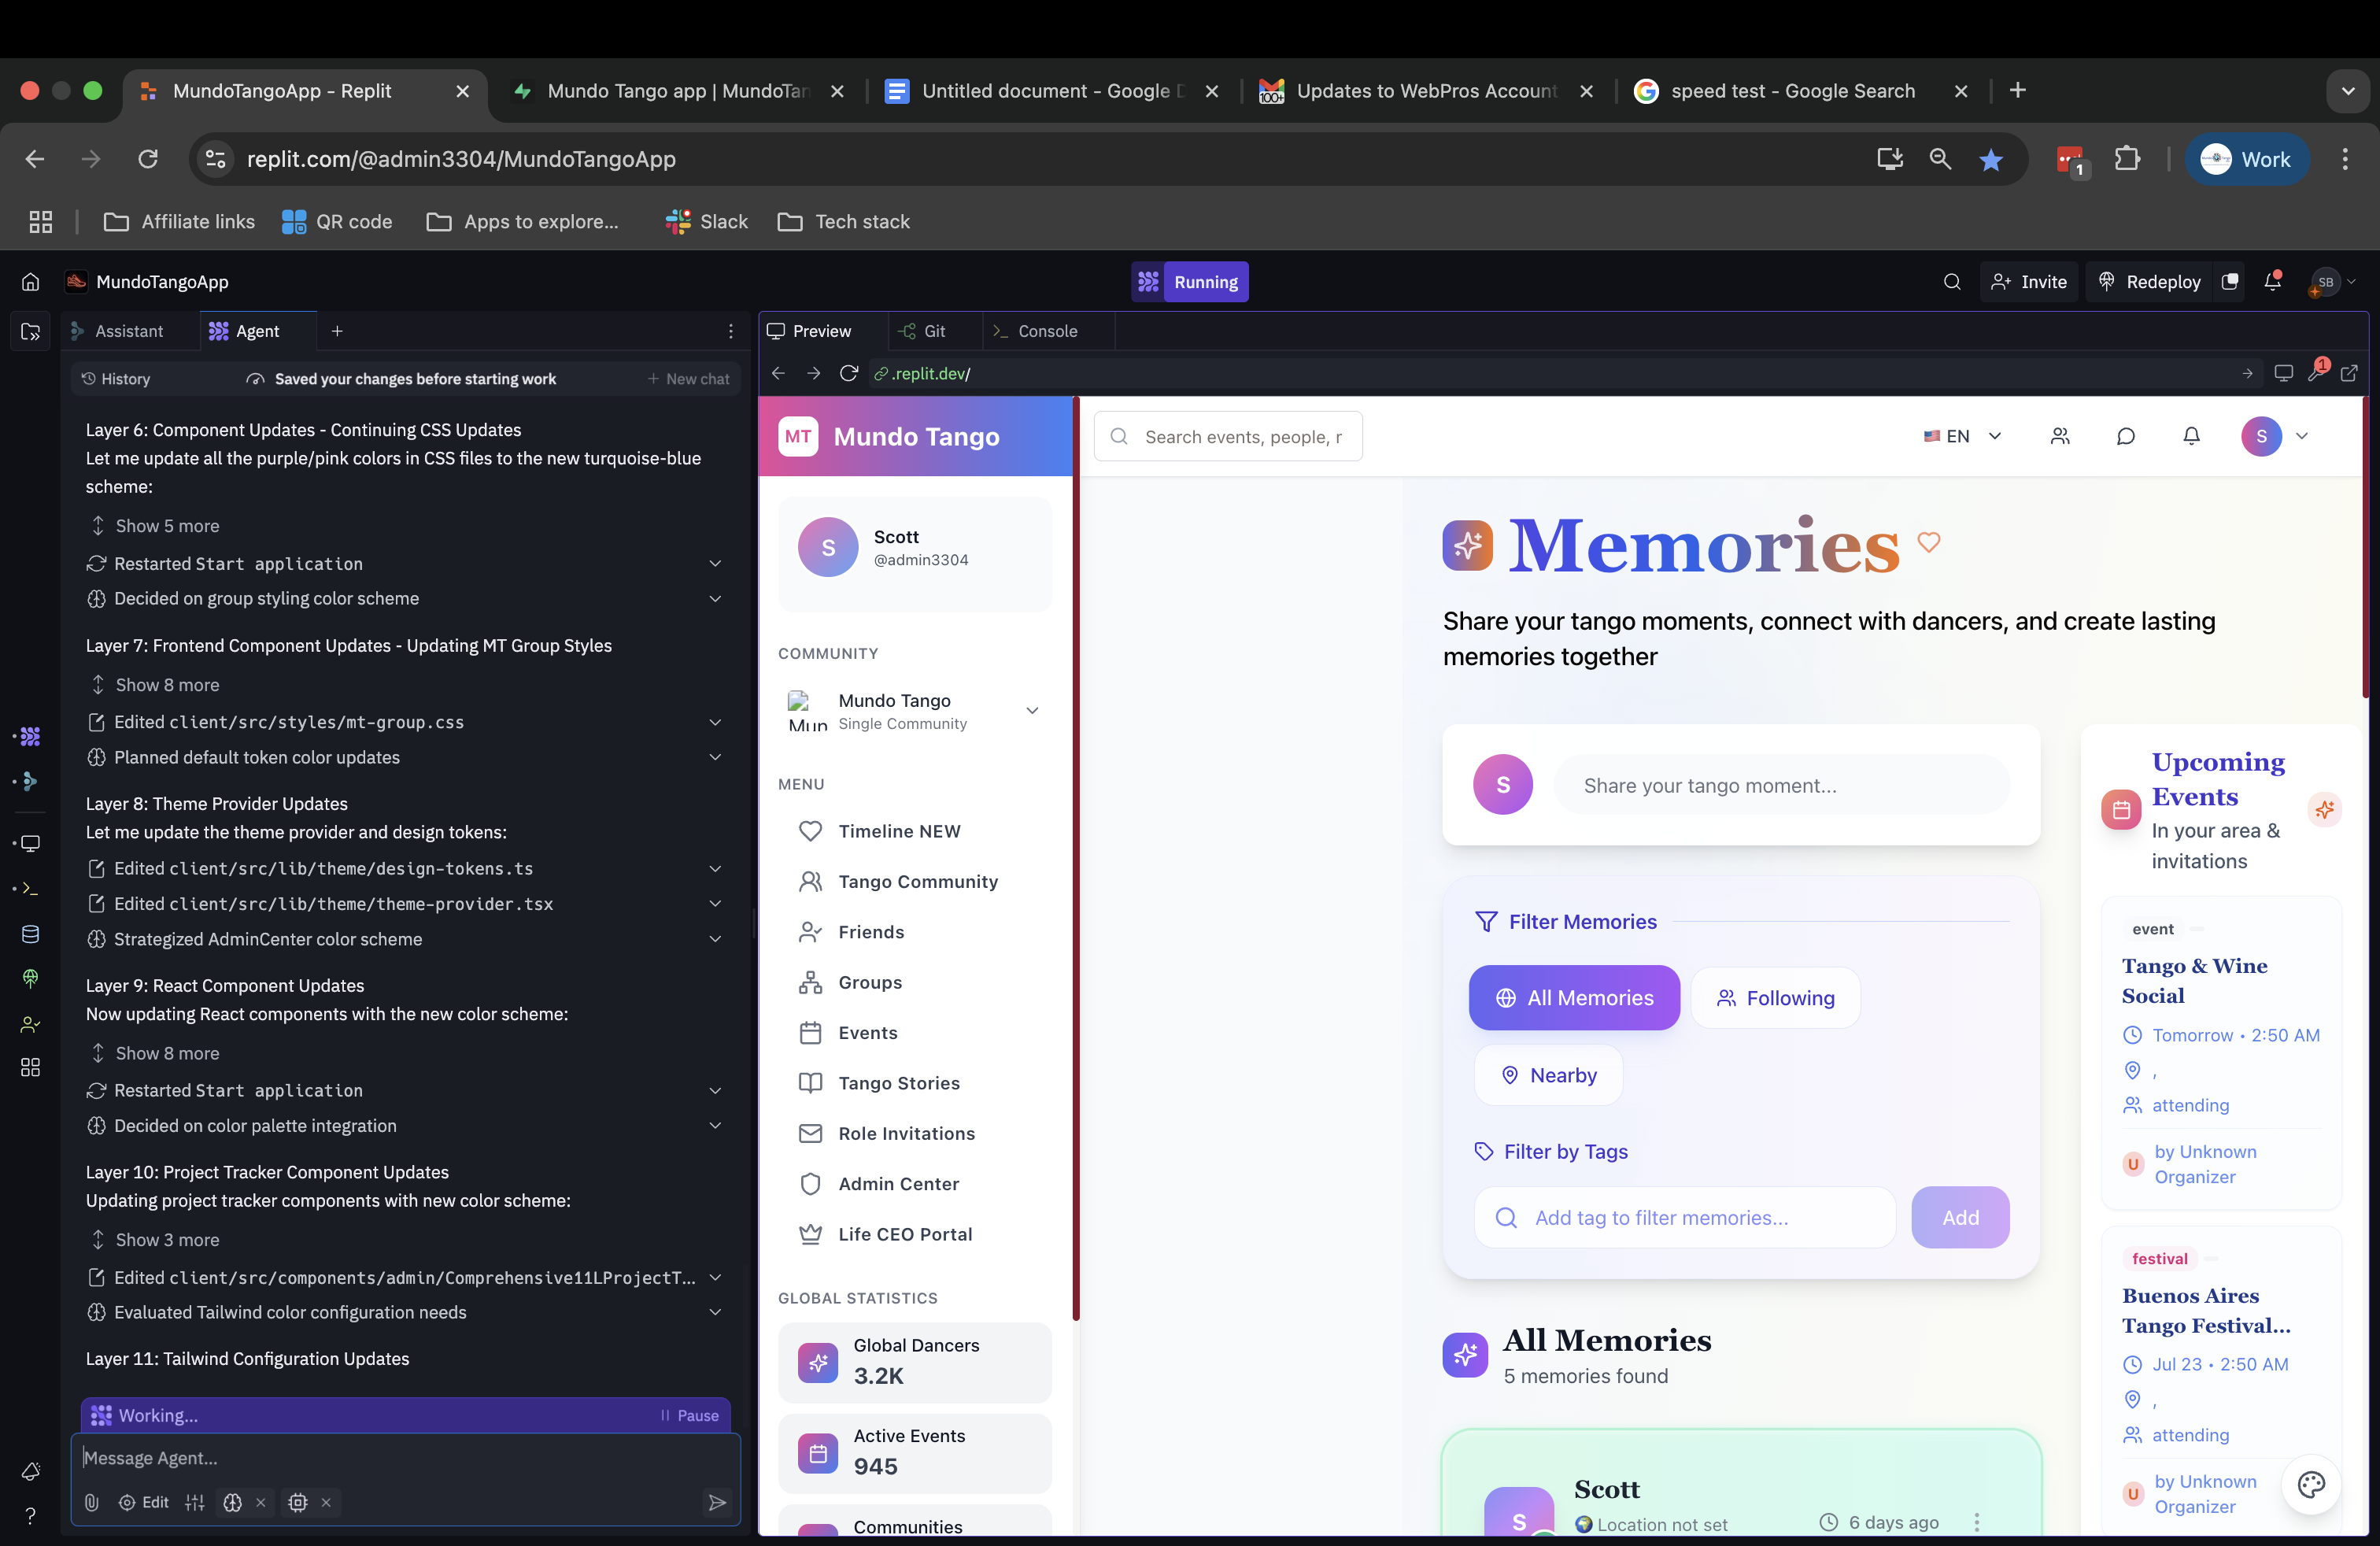 MundoTangoApp - Replit
Mundo Tango app | MundoTan
Untitled document - Google D
100+
Updates to WebPros Account
speed test - Google Search
replit.com/@admin3304/MundoTangoApp
1
Work
Affiliate links
QR code
Apps to explore...
Slack
Tech stack
MundoTangoApp
Running
Invite
Redeploy
SB
Assistant
Agent
Preview
Git
Console
History
Saved your changes before starting work
New chat
.replit.dev/
1
Layer 6: Component Updates - Continuing CSS Updates
Let me update all the purple/pink colors in CSS files to the new turquoise-blue
scheme:
Show 5 more
Restarted Start application
Decided on group styling color scheme
Layer 7: Frontend Component Updates - Updating MT Group Styles
Show 8 more
Edited client/src/styles/mt-group.css
Planned default token color updates
Layer 8: Theme Provider Updates
Let me update the theme provider and design tokens:
Edited client/src/lib/theme/design-tokens.ts
Edited client/src/lib/theme/theme-provider.tsx
Strategized AdminCenter color scheme
Layer 9: React Component Updates
Now updating React components with the new color scheme:
Show 8 more
Restarted Start application
Decided on color palette integration
Layer 10: Project Tracker Component Updates
Updating project tracker components with new color scheme:
Show 3 more
Edited client/src/components/admin/Comprehensive11LProjectT...
Evaluated Tailwind color configuration needs
Layer 11: Tailwind Configuration Updates
Working...
Pause
Message Agent...
Edit
?
MT
Mundo Tango
Search events, people, r
EN
S
S
Scott
@admin3304
COMMUNITY
Mun
Mundo Tango
Single Community
MENU
Timeline NEW
Tango Community
Friends
Groups
Events
Tango Stories
Role Invitations
Admin Center
Life CEO Portal
GLOBAL STATISTICS
Global Dancers
3.2K
Active Events
945
Communities
Memories
Share your tango moments, connect with dancers, and create lasting
memories together
S
Share your tango moment...
Filter Memories
All Memories
Following
Nearby
Filter by Tags
Add tag to filter memories...
Add
All Memories
5 memories found
S
Scott
Location not set
6 days ago
Upcoming
Events
In your area &
invitations
event
Tango & Wine
Social
Tomorrow • 2:50 AM
,
attending
U
by Unknown
Organizer
festival
Buenos Aires
Tango Festival...
Jul 23 • 2:50 AM
,
attending
U
by Unknown
Organizer